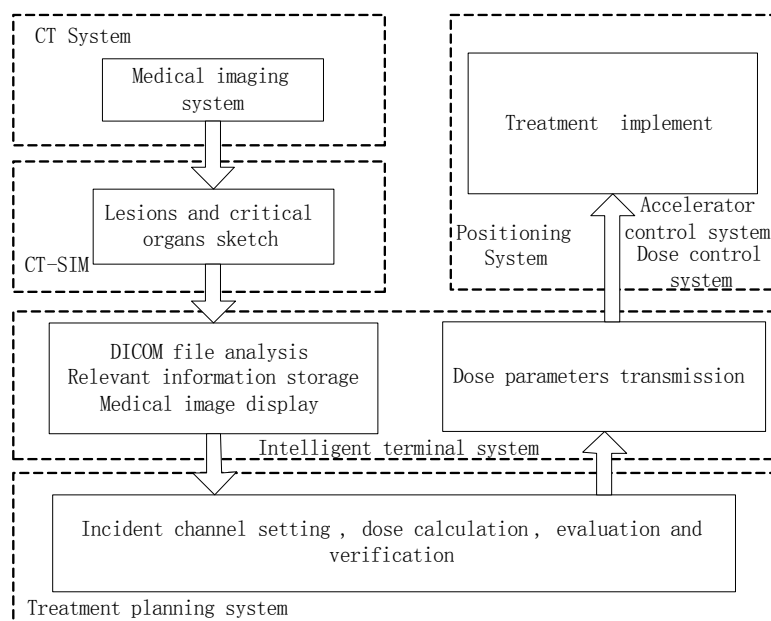 CT System
Medical imaging
system
Lesions and critical
organs sketch
CT-SIM
DICOM file analysis
Relevant information storage
Medical image display
Intelligent terminal system
Incident channel setting, dose calculation, evaluation and
verification
Treatment planning system
Dose parameters transmission
Positioning
System
Accelerator
control system
Dose control
system
Treatment implement